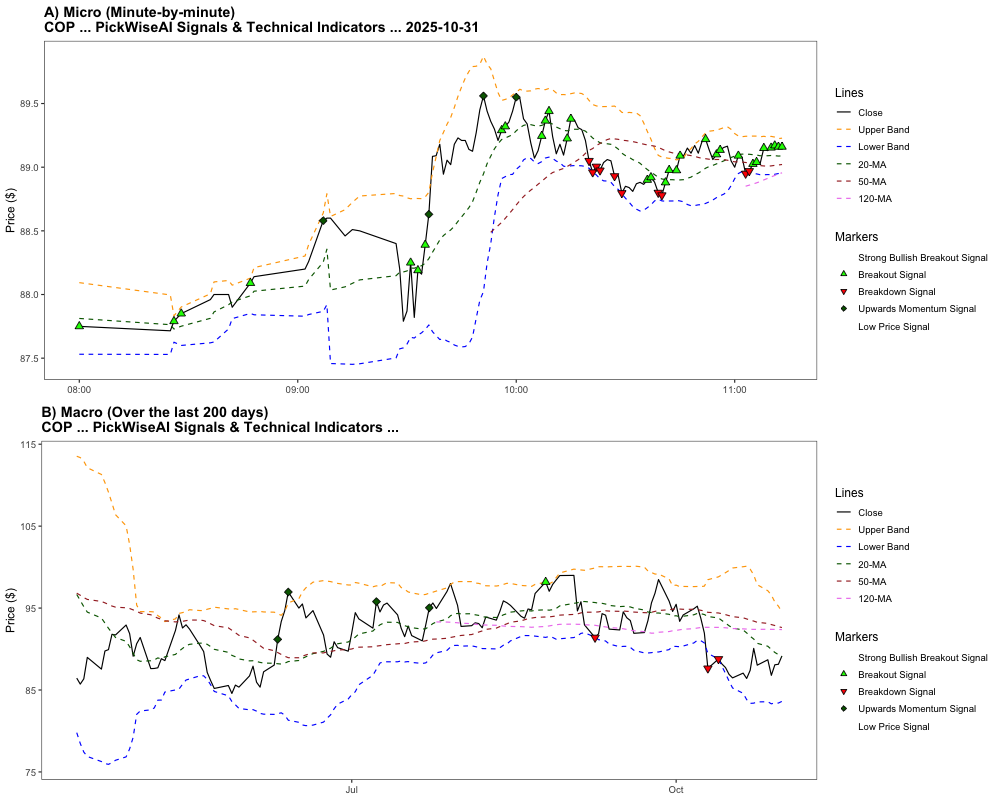 A) Micro (Minute-by-minute)
COP ... PickWiseAI Signals & Technical Indicators ... 2025-10-31
Price ($)
89.5
89.0
88.5
88.0
87.5
08:00
09:00
10:00
11:00
Lines
Close
Upper Band
Lower Band
20-MA
50-MA
120-MA
Markers
Strong Bullish Breakout Signal
Breakout Signal
Breakdown Signal
Upwards Momentum Signal
Low Price Signal
B) Macro (Over the last 200 days)
COP ... PickWiseAI Signals & Technical Indicators ...
Price ($)
115
105
95
85
75
Jul
Oct
Lines
Close
Upper Band
Lower Band
20-MA
50-MA
120-MA
Markers
Strong Bullish Breakout Signal
Breakout Signal
Breakdown Signal
Upwards Momentum Signal
Low Price Signal